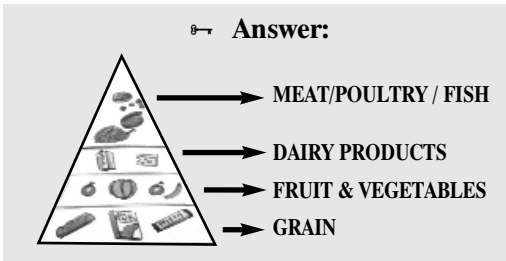 Answer:
MEAT/POULTRY / FISH
DAIRY PRODUCTS
FRUIT & VEGETABLES
GRAIN